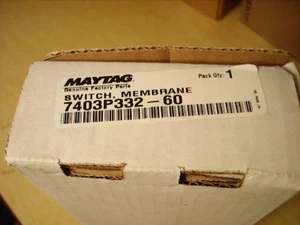 MAYTAG
Genuine Factory Parts
Pack Qty: 1
SWITCH, MEMBRANE
7403P332-60